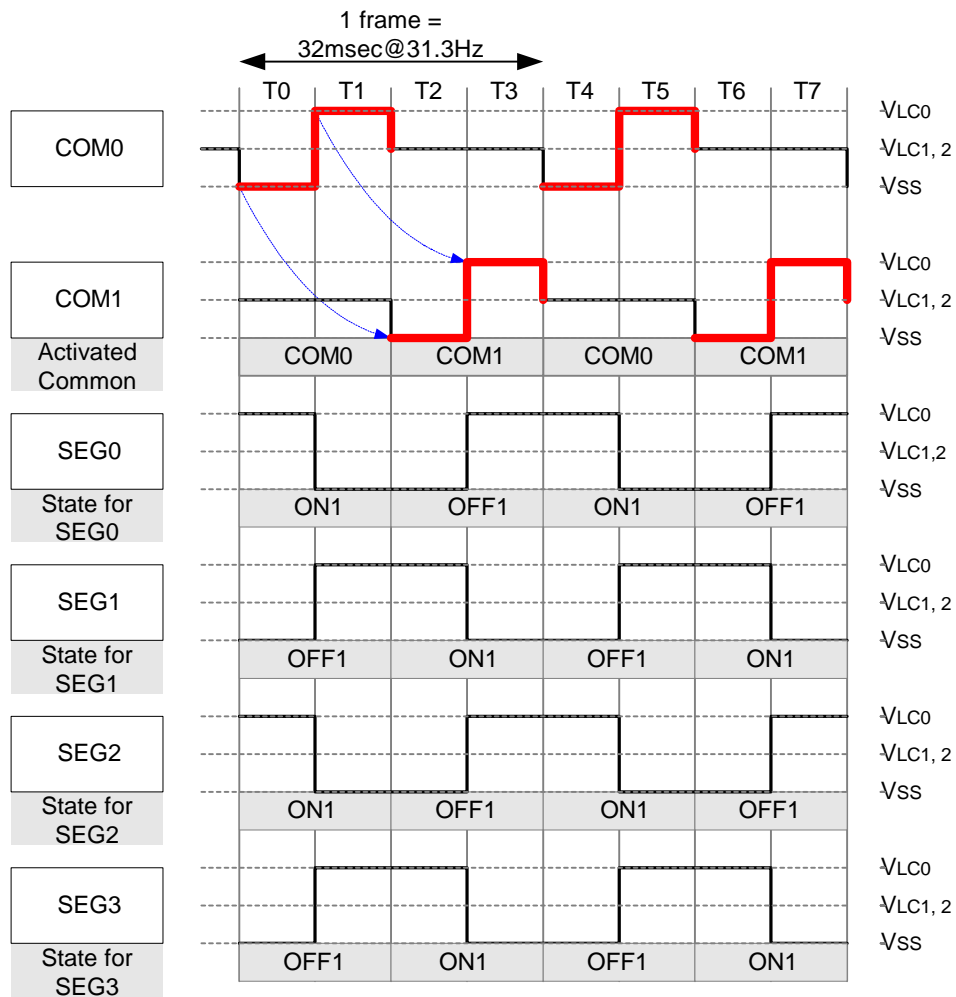 1 frame =
32msec@31.3Hz
T0 T1 T2 T3 T4 T5 T6 T7
COM0
VLC0
VLC1, 2
VSS
COM1
VLC0
VLC1, 2
VSS
Activated
Common
COM0 COM1 COM0 COM1
SEG0
VLC0
VLC1,2
VSS
State for
SEG0
ON1 OFF1 ON1 OFF1
SEG1
VLC0
VLC1, 2
VSS
State for
SEG1
OFF1 ON1 OFF1 ON1
SEG2
VLC0
VLC1, 2
VSS
State for
SEG2
ON1 OFF1 ON1 OFF1
SEG3
VLC0
VLC1, 2
VSS
State for
SEG3
OFF1 ON1 OFF1 ON1